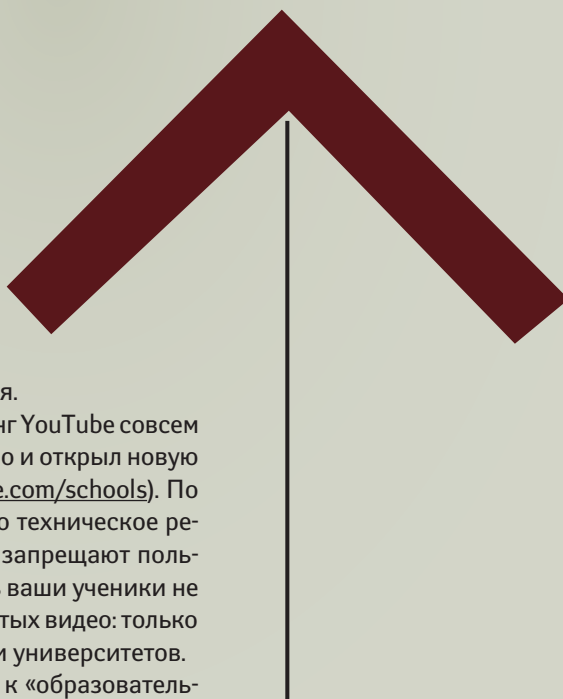 я.
нг YouTube совсем
о и открыл новую
e.com/schools). По
о техническое ре-
запрещают поль-
ваши ученики не
тых видео: только
и университетов.
к «образователь-